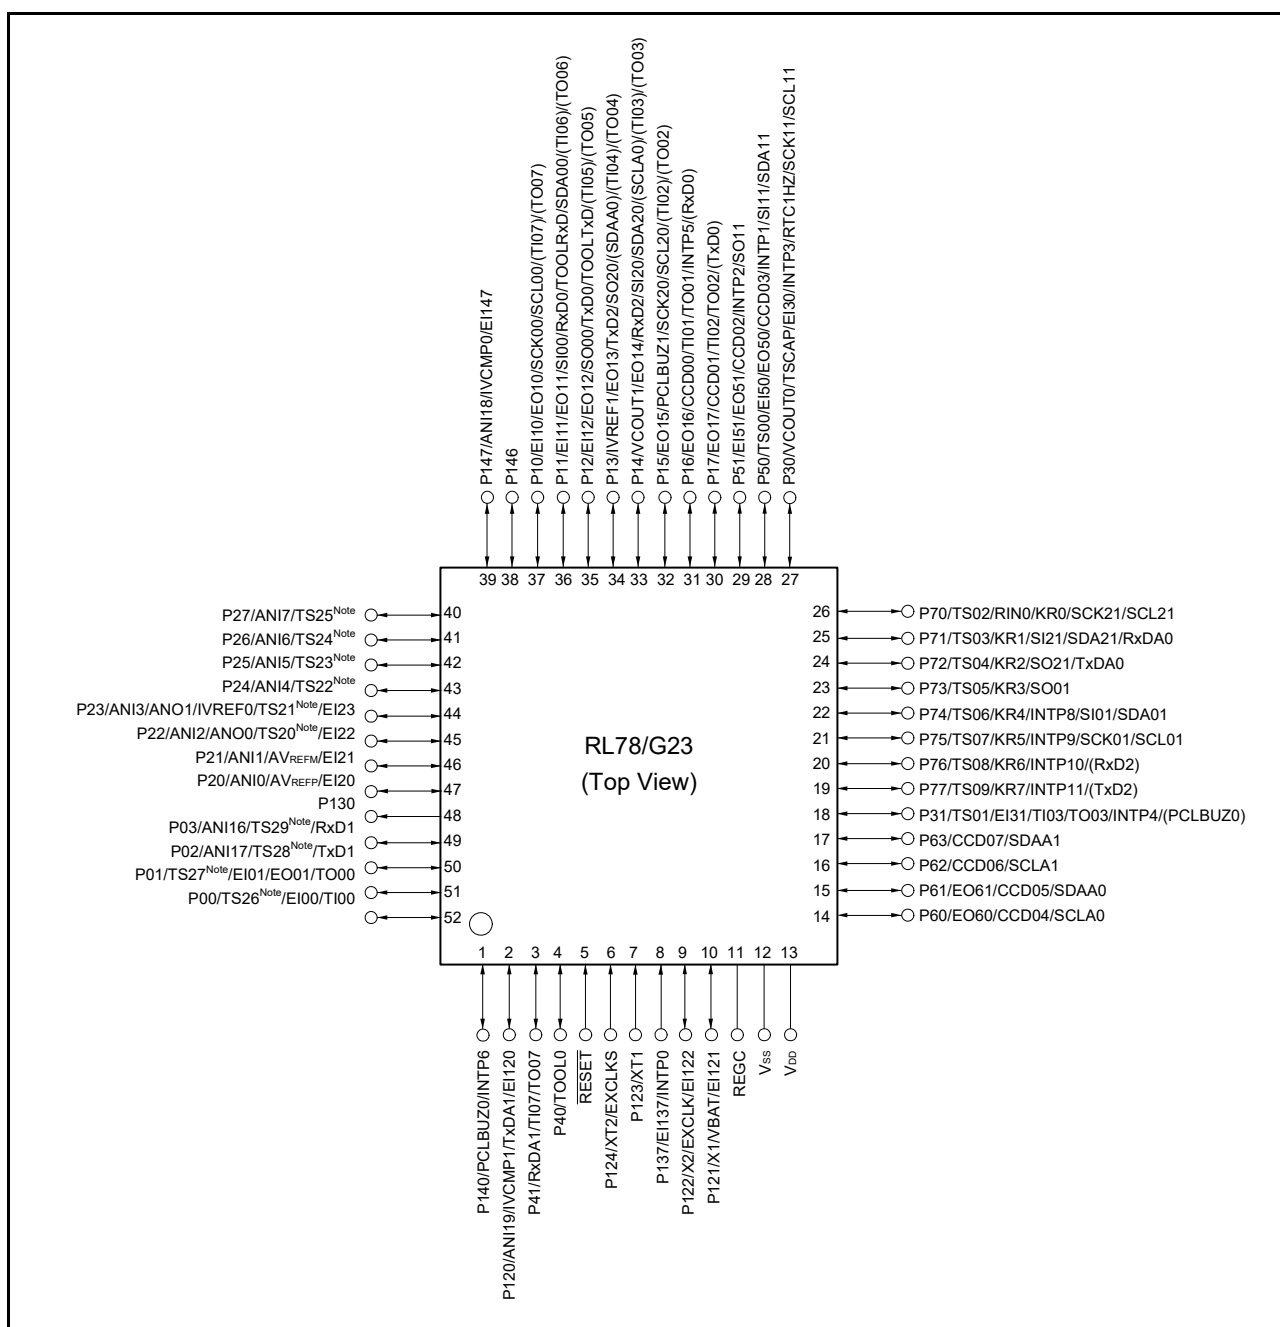 P147/ANI18/IVCMP0/EI147
P146
P10/EI10/EO10/SCK00/SCL00/(TI07)/(TO07)
P11/EI11/EO11/SI00/RxD0/TOOLRxD/SDA00/(TI06)/(TO06)
P12/EI12/EO12/SO00/TxD0/TOOLTxD/(TI05)/(TO05)
P13/IVREF1/EO13/TxD2/SO20/(SDAA0)/(TI04)/(TO04)
P14/VCOUT1/EO14/RxD2/SI20/SDA20/(SCLA0)/(TI03)/(TO03)
P15/EO15/PCLBUZ1/SCK20/SCL20/(TI02)/(TO02)
P16/EO16/CCD00/TI01/TO01/INTP5/(RxD0)
P17/EO17/CCD01/TI02/TO02/(TxD0)
P51/EI51/EO51/CCD02/INTP2/SO11
P50/TS00/EI50/EO50/CCD03/INTP1/SI11/SDA11
P30/VCOUT0/TSCAP/EI30/INTP3/RTC1HZ/SCK11/SCL11
39 38 37 36 35 34 33 32 31 30 29 28 27
P27/ANI7/TS25Note
40
P26/ANI6/TS24Note
41
P25/ANI5/TS23Note
42
P24/ANI4/TS22Note
43
P23/ANI3/ANO1/IVREF0/TS21Note/EI23
44
P22/ANI2/ANO0/TS20Note/EI22
45
P21/ANI1/AVREFM/EI21
46
P20/ANI0/AVREFP/EI20
47
P130
48
P03/ANI16/TS29Note/RxD1
49
P02/ANI17/TS28Note/TxD1
50
P01/TS27Note/EI01/EO01/TO00
51
P00/TS26Note/EI00/TI00
52
RL78/G23
(Top View)
26 P70/TS02/RIN0/KR0/SCK21/SCL21
25 P71/TS03/KR1/SI21/SDA21/RxDA0
24 P72/TS04/KR2/SO21/TxDA0
23 P73/TS05/KR3/SO01
22 P74/TS06/KR4/INTP8/SI01/SDA01
21 P75/TS07/KR5/INTP9/SCK01/SCL01
20 P76/TS08/KR6/INTP10/(RxD2)
19 P77/TS09/KR7/INTP11/(TxD2)
18 P31/TS01/EI31/TI03/TO03/INTP4/(PCLBUZ0)
17 P63/CCD07/SDAA1
16 P62/CCD06/SCLA1
15 P61/EO61/CCD05/SDAA0
14 P60/EO60/CCD04/SCLA0
1 2 3 4 5 6 7 8 9 10 11 12 13
P140/PCLBUZ0/INTP6
P120/ANI19/IVCMP1/TxDA1/EI120
P41/RxDA1/TI07/TO07
P40/TOOL0
RESET
P124/XT2/EXCLKS
P123/XT1
P137/EI137/INTP0
P122/X2/EXCLK/EI122
P121/X1/VBAT/EI121
REGC
VSS
VDD